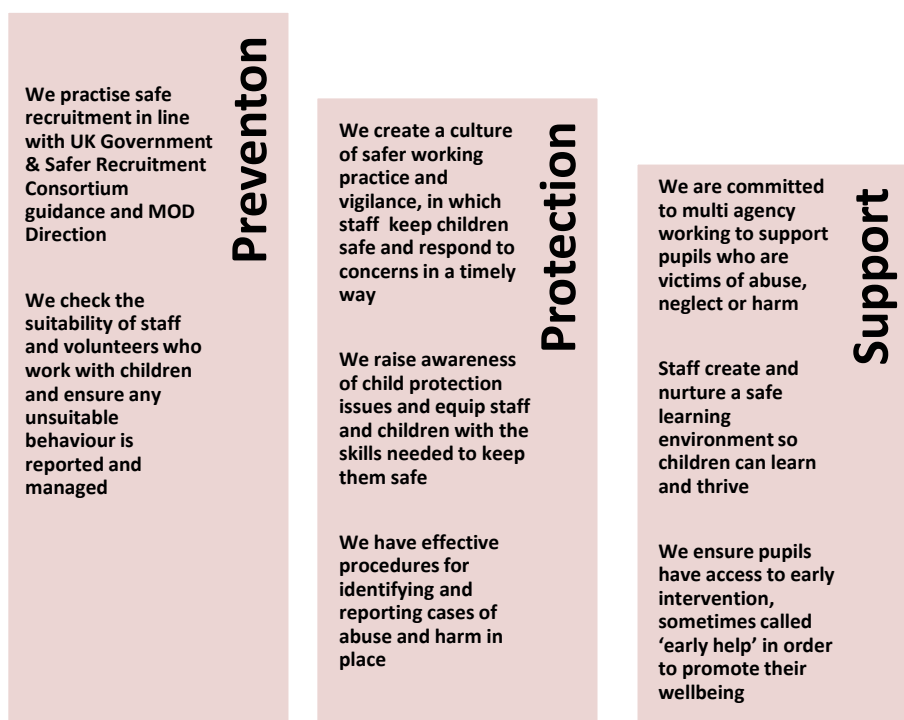 Preventon
We practise safe
recruitment in line
with UK Government
& Safer Recruitment
Consortium
guidance and MOD
Direction
We check the
suitability of staff
and volunteers who
work with children
and ensure any
unsuitable
behaviour is
reported and
managed
Protection
We create a culture
of safer working
practice and
vigilance, in which
staff  keep children
safe and respond to
concerns in a timely
way
We raise awareness
of child protection
issues and equip staff
and children with the
skills needed to keep
them safe
We have effective
procedures for
identifying and
reporting cases of
abuse and harm in
place
Support
We are committed
to multi agency
working to support
pupils who are
victims of abuse,
neglect or harm
Staff create and
nurture a safe
learning
environment so
children can learn
and thrive
We ensure pupils
have access to early
intervention,
sometimes called
‘early help’ in order
to promote their
wellbeing